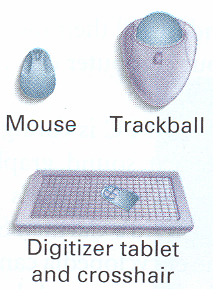 Mouse Trackball
Digitizer tablet
and crosshair